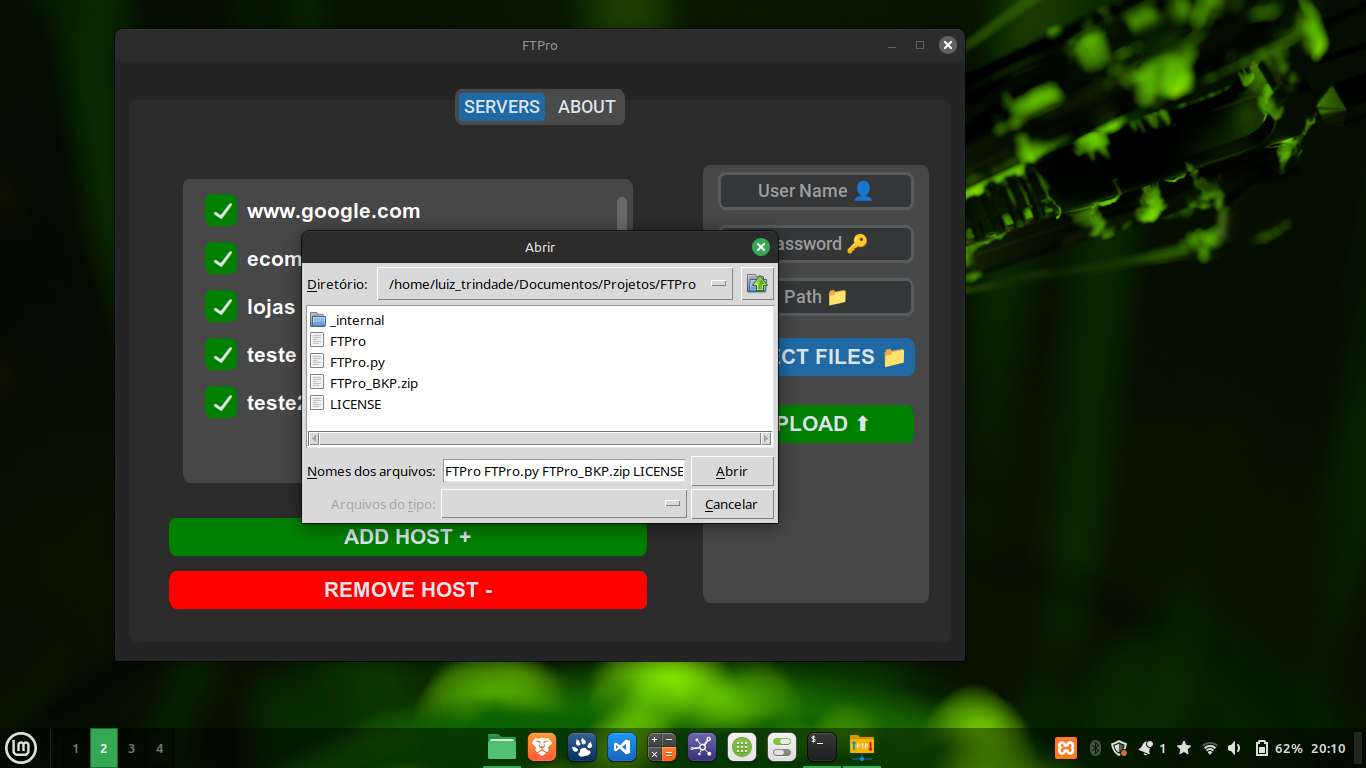 FTPro
SERVERS ABOUT
www.google.com
ecom
lojas
teste
teste2
User Name
assword
Path
ECT FILES
PLOAD
ADD HOST +
REMOVE HOST -
Abrir
Diretório: /home/luiz_trindade/Documentos/Projetos/FTPro
_internal
FTPro
FTPro.py
FTPro_BKP.zip
LICENSE
Nomes dos arquivos: FTPro FTPro.py FTPro_BKP.zip LICENSE Abrir
Arquivos do tipo: Cancelar
1 2 3 4
1 62% 20:10